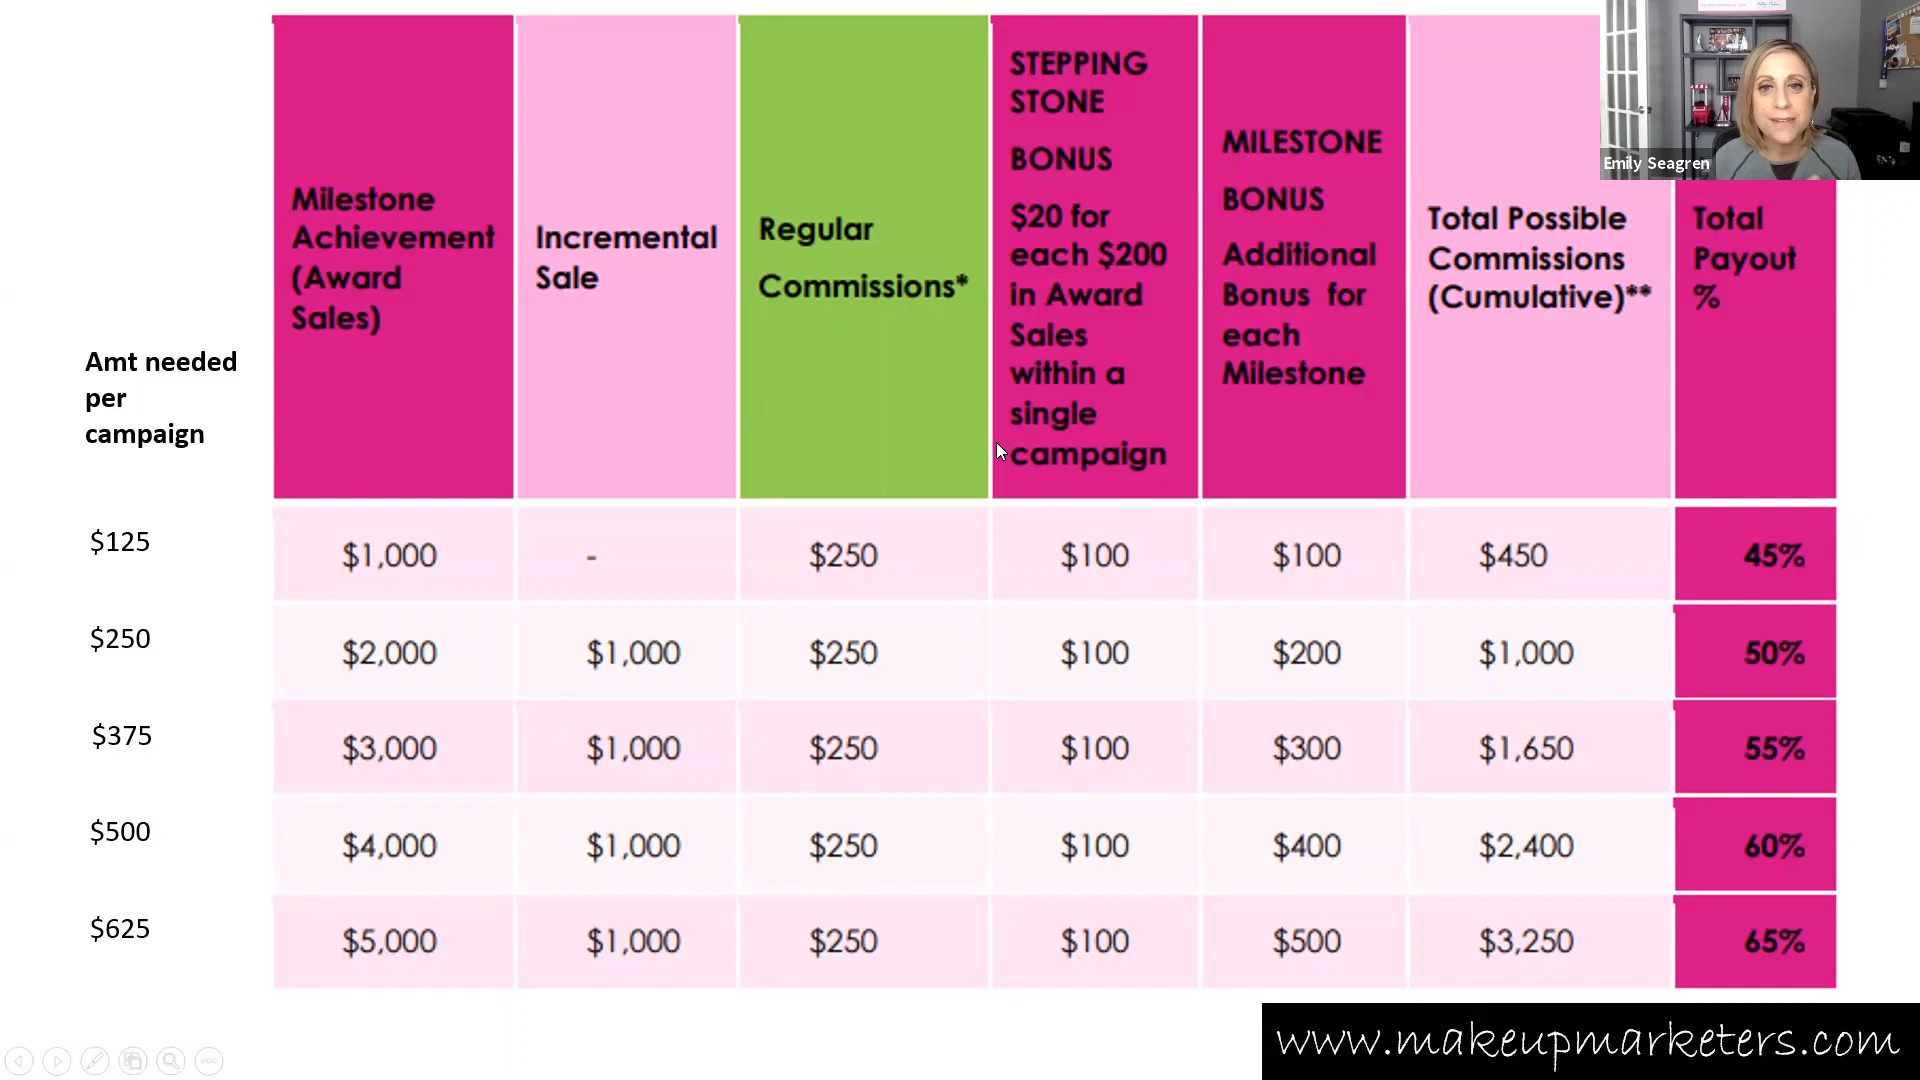 Milestone
Achievement
(Award
Sales)
Incremental
Sale
Regular
Commissions*
STEPPING
STONE
BONUS
$20 for
each $200
in Award
Sales
within a
single
campaign
MILESTONE
BONUS
Additional
Bonus for
each
Milestone
Total Possible
Commissions
(Cumulative)**
Total
Payout
%
Emily Seagren
Amt needed
per
campaign
$125 $1,000 - $250 $100 $100 $450 45%
$250 $2,000 $1,000 $250 $100 $200 $1,000 50%
$375 $3,000 $1,000 $250 $100 $300 $1,650 55%
$500 $4,000 $1,000 $250 $100 $400 $2,400 60%
$625 $5,000 $1,000 $250 $100 $500 $3,250 65%
www.makeupmarketers.com